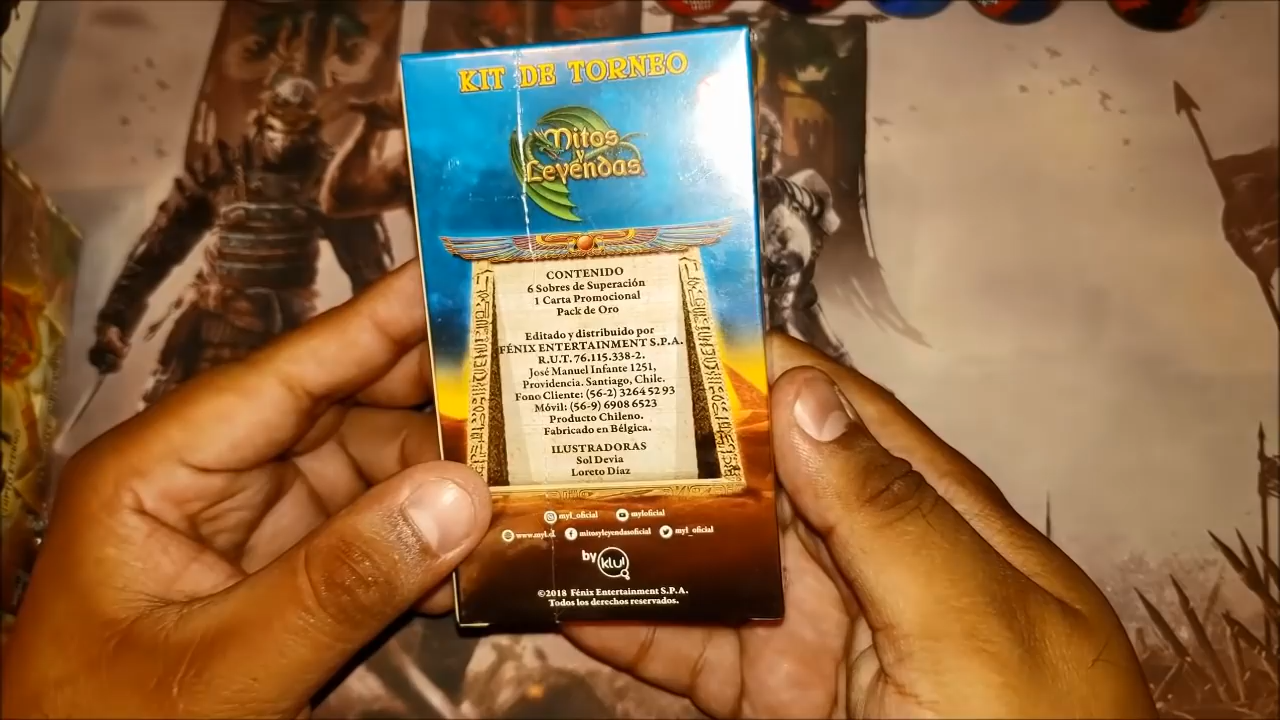 KIT DE TORNEO
Mitos
y
Leyendas
CONTENIDO
6 Sobres de Superación
1 Carta Promocional
Pack de Oro
Editado y distribuido por
FÉNIX ENTERTAINMENT S.P.A.
R.U.T. 76.115.338-2.
José Manuel Infante 1251,
Providencia. Santiago, Chile.
Fono Cliente: (56-2) 3264 52 93
Móvil: (56-9) 6908 6523
Producto Chileno.
Fabricado en Bélgica.
ILUSTRADORAS
Sol Devia
Loreto Díaz
myl_oficial myloficial
www.myl.cl mitosyleyendasoficial myl_oficial
by klu!
©2018 Fénix Entertainment S.P.A.
Todos los derechos reservados.